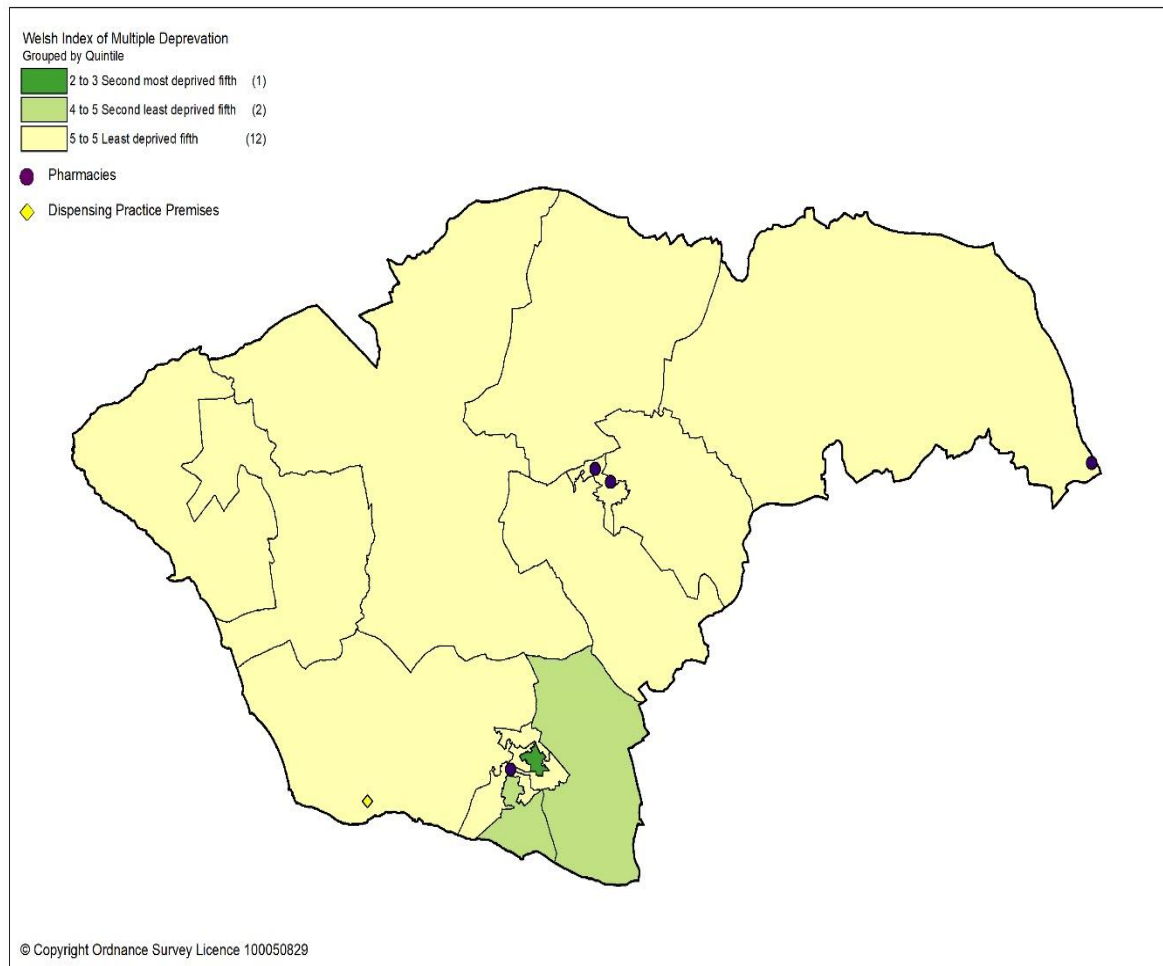 Welsh Index of Multiple Deprevation
Grouped by Quintile
2 to 3 Second most deprived fifth (1)
4 to 5 Second least deprived fifth (2)
5 to 5 Least deprived fifth (12)
Pharmacies
Dispensing Practice Premises
© Copyright Ordnance Survey Licence 100050829